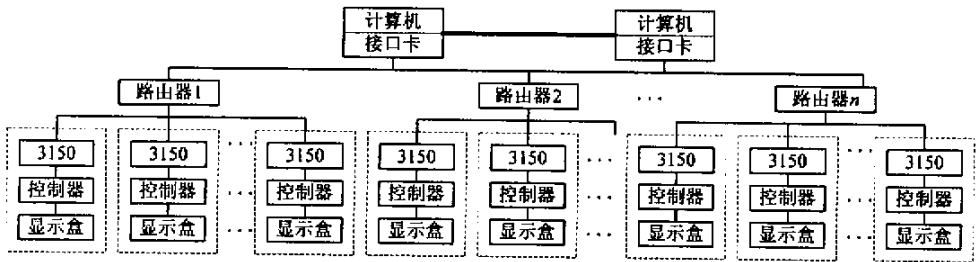 计算机 计算机
接口卡 接口卡
路由器1 路由器2 ··· 路由器n
3150 3150 ··· 3150 3150 3150 ··· 3150 3150 ··· 3150
控制器 控制器 ··· 控制器 控制器 控制器 ··· 控制器 控制器 ··· 控制器
显示盒 显示盒 ··· 显示盒 显示盒 显示盒 ··· 显示盒 显示盒 ··· 显示盒